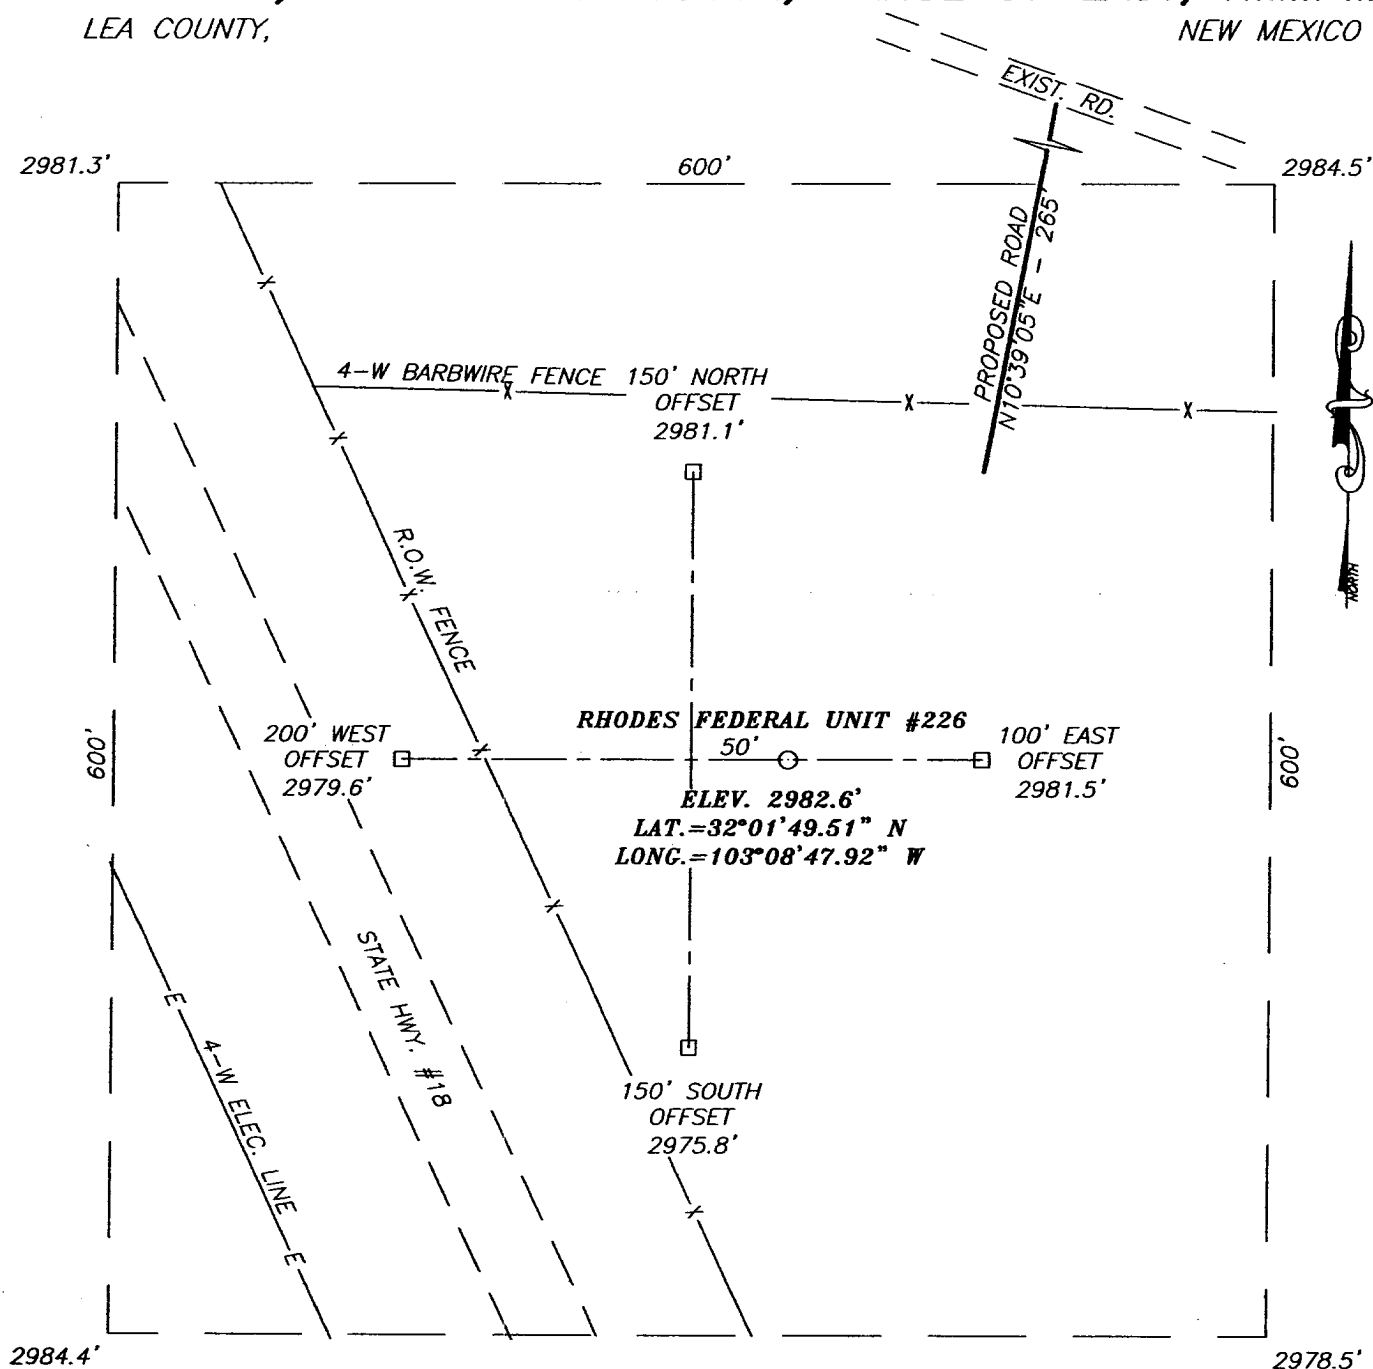 LEA COUNTY,
NEW MEXICO
EXIST. RD.
2981.3'
600'
2984.5'
PROPOSED ROAD
N10°39'05"E - 265'
4-W BARBWIRE FENCE
150' NORTH
OFFSET
2981.1'
NORTH
R.O.W. FENCE
RHODES FEDERAL UNIT #226
200' WEST
OFFSET
2979.6'
50'
100' EAST
OFFSET
2981.5'
600'
600'
ELEV. 2982.6'
LAT.=32°01'49.51" N
LONG.=103°08'47.92" W
STATE HWY. #18
4-W ELEC. LINE
150' SOUTH
OFFSET
2975.8'
2984.4'
2978.5'